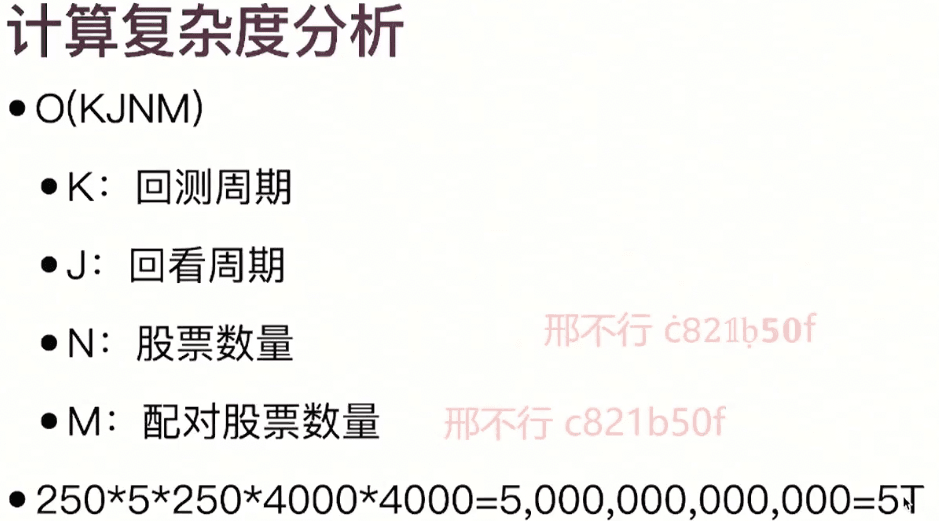 计算复杂度分析
• O(KJNM)
• K：回测周期
• J：回看周期
• N：股票数量
邢不行 ċ821𝕝ḅ𝟱𝟬f
• M：配对股票数量
邢不行 c821b50f
• 250*5*250*4000*4000=5,000,000,000,000=5T